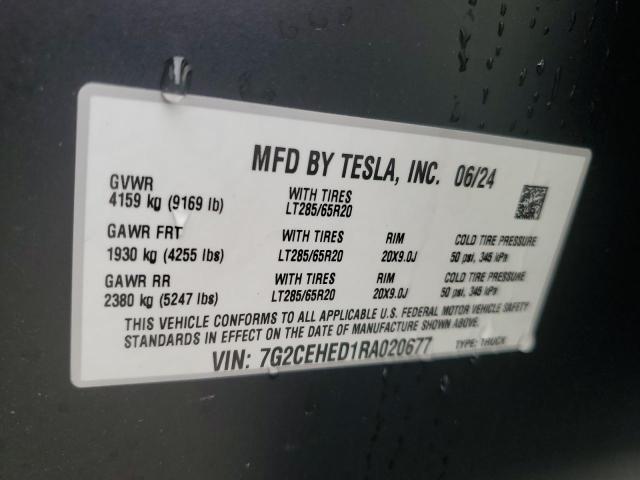 MFD BY TESLA, INC. 06/24
GVWR
4159 kg (9169 lb)
WITH TIRES
LT285/65R20
GAWR FRT
1930 kg (4255 lbs)
WITH TIRES
LT285/65R20
RIM
20X9.0J
COLD TIRE PRESSURE
50 psi, 345 kPa
GAWR RR
2380 kg (5247 lbs)
WITH TIRES
LT285/65R20
RIM
20X9.0J
COLD TIRE PRESSURE
50 psi, 345 kPa
THIS VEHICLE CONFORMS TO ALL APPLICABLE U.S. FEDERAL MOTOR VEHICLE SAFETY
STANDARDS IN EFFECT ON THE DATE OF MANUFACTURE SHOWN ABOVE.
VIN: 7G2CEHED1RA020677
TYPE: TRUCK